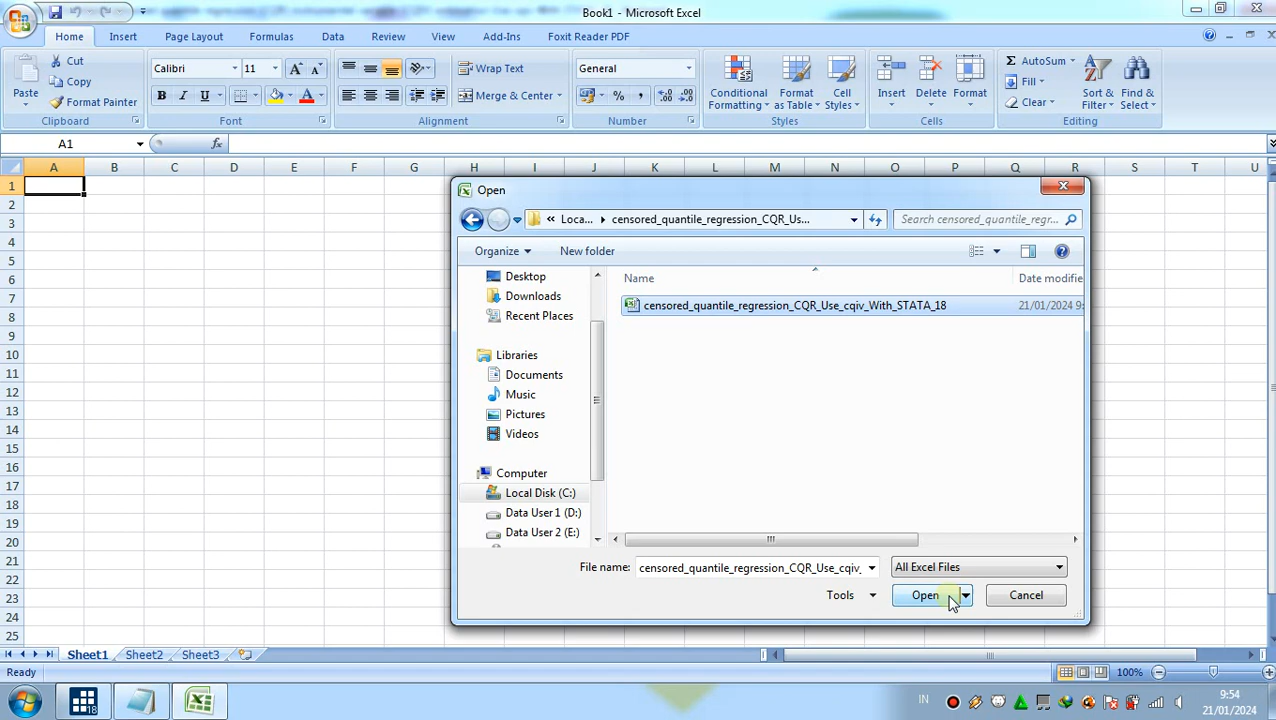 Book1 - Microsoft Excel
Home Insert Page Layout Formulas Data Review View Add-Ins Foxit Reader PDF
Paste
Cut
Copy
Format Painter
Clipboard
Calibri 11
B I U
Font
Wrap Text
Merge & Center
Alignment
General
Number
Conditional Formatting
Format as Table
Cell Styles
Styles
Insert Delete Format
Cells
AutoSum
Fill
Clear
Sort & Filter
Find & Select
Editing
A1
A B C D E F G H I J K L M N O P Q R S T U
1
2
3
4
5
6
7
8
9
10
11
12
13
14
15
16
17
18
19
20
21
22
23
24
25
Open
« Loca... censored_quantile_regression_CQR_Us...
Search censored_quantile_regr...
Organize New folder
Desktop
Downloads
Recent Places
Libraries
Documents
Music
Pictures
Videos
Computer
Local Disk (C:)
Data User 1 (D:)
Data User 2 (E:)
Name Date modifie
censored_quantile_regression_CQR_Use_cqiv_With_STATA_18 21/01/2024 9:
File name: censored_quantile_regression_CQR_Use_cqiv_ All Excel Files
Tools Open Cancel
Sheet1 Sheet2 Sheet3
Ready 100%
18
IN
9:54
21/01/2024